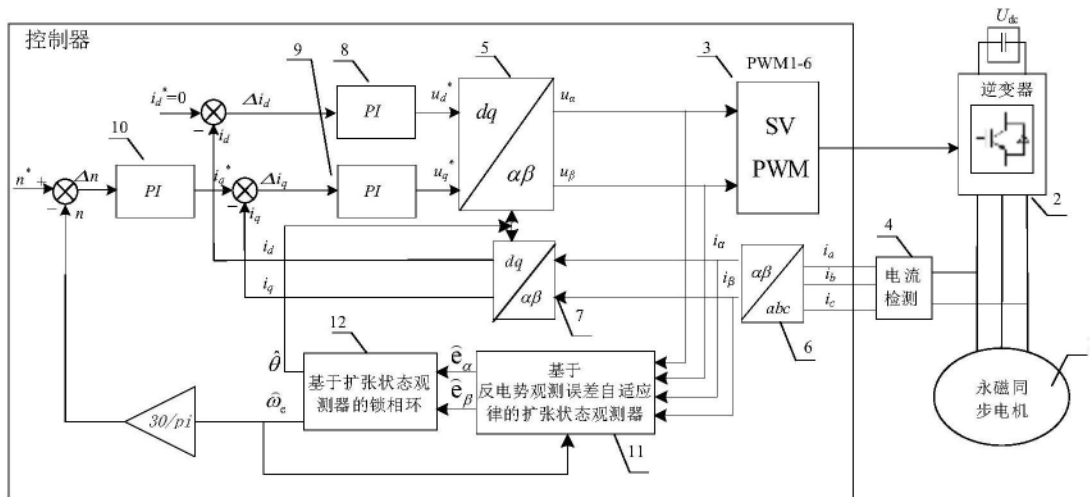 控制器
U_dc
逆变器
2
i_d*=0
Δi_d
9
8
PI
u_d*
5
dq
αβ
u_α
u_β
3
PWM1-6
SV
PWM
10
n* +
Δn
− n
PI
i_q*
Δi_q
PI
u_q*
− i_d
− i_q
i_d
i_q
dq
αβ
7
i_α
i_β
αβ
abc
6
i_a
i_b
i_c
4
电流
检测
永磁同
步电机
12
θ̂
ω̂_e
基于扩张状态观
测器的锁相环
ê_α
ê_β
基于
反电势观测误差自适应
律的扩张状态观测器
11
30/pi